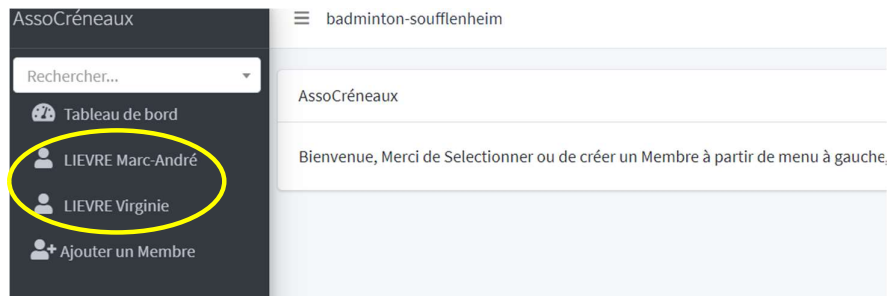 AssoCréneaux
Rechercher...
Tableau de bord
LIEVRE Marc-André
LIEVRE Virginie
Ajouter un Membre
badminton-soufflenheim
AssoCréneaux
Bienvenue, Merci de Selectionner ou de créer un Membre à partir de menu à gauche,